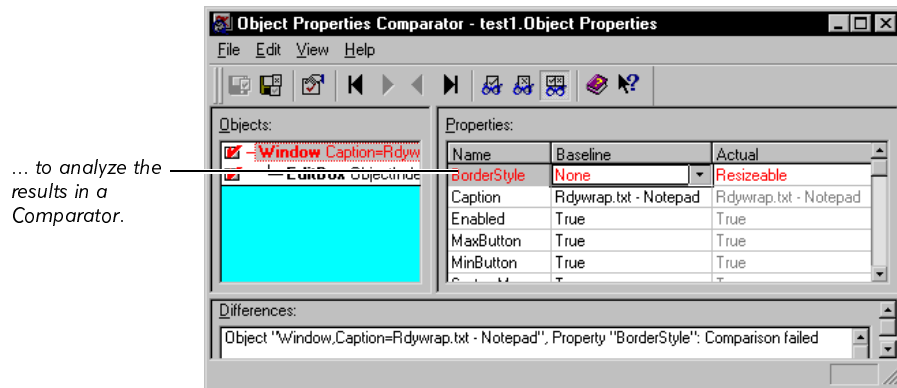 Object Properties Comparator - test1.Object Properties
File Edit View Help
... to analyze the
results in a
Comparator.
Objects:
Window Caption=Rdyw
EditBox ObjectInde
Properties:
Name Baseline Actual
BorderStyle None Resizeable
Caption Rdywrap.txt - Notepad Rdywrap.txt - Notepad
Enabled True True
MaxButton True True
MinButton True True
Differences:
Object "Window,Caption=Rdywrap.txt - Notepad", Property "BorderStyle": Comparison failed